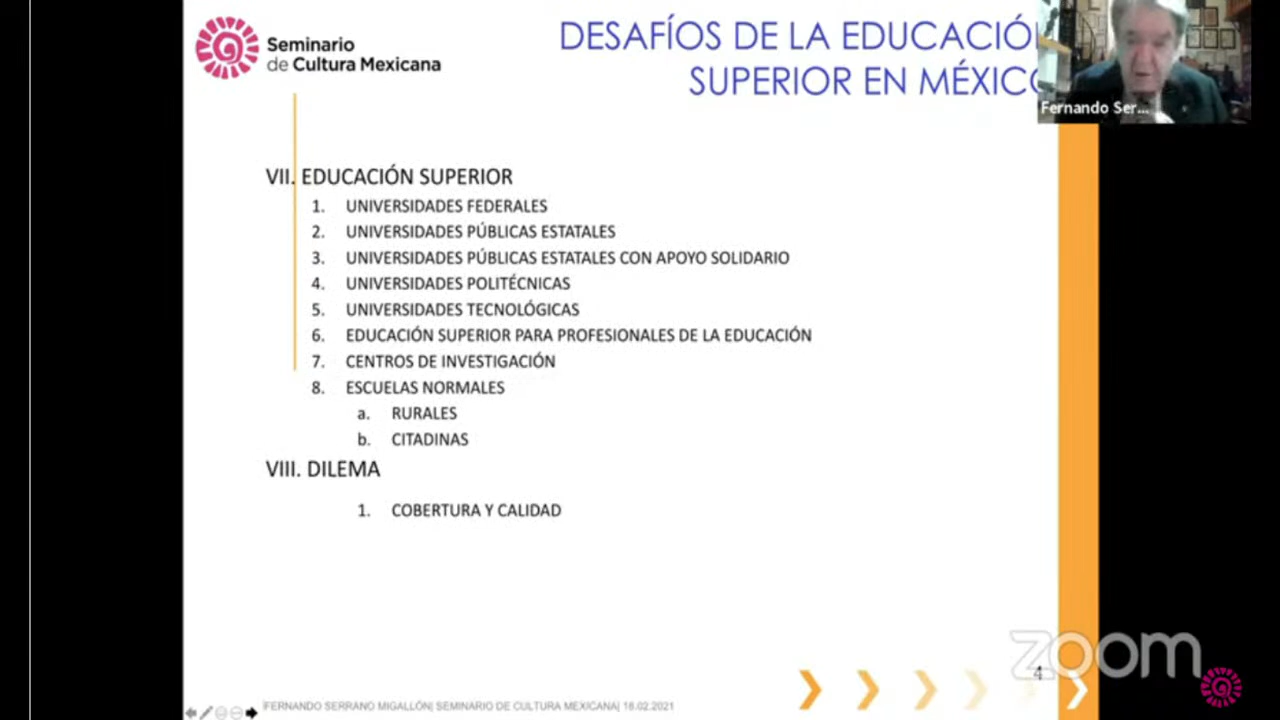 Seminario
de Cultura Mexicana
DESAFÍOS DE LA EDUCACIÓN
SUPERIOR EN MÉXICO
Fernando Ser...
VII. EDUCACIÓN SUPERIOR
1. UNIVERSIDADES FEDERALES
2. UNIVERSIDADES PÚBLICAS ESTATALES
3. UNIVERSIDADES PÚBLICAS ESTATALES CON APOYO SOLIDARIO
4. UNIVERSIDADES POLITÉCNICAS
5. UNIVERSIDADES TECNOLÓGICAS
6. EDUCACIÓN SUPERIOR PARA PROFESIONALES DE LA EDUCACIÓN
7. CENTROS DE INVESTIGACIÓN
8. ESCUELAS NORMALES
a. RURALES
b. CITADINAS
VIII. DILEMA
1. COBERTURA Y CALIDAD
zoom
4
FERNANDO SERRANO MIGALLÓN| SEMINARIO DE CULTURA MEXICANA| 18.02.2021